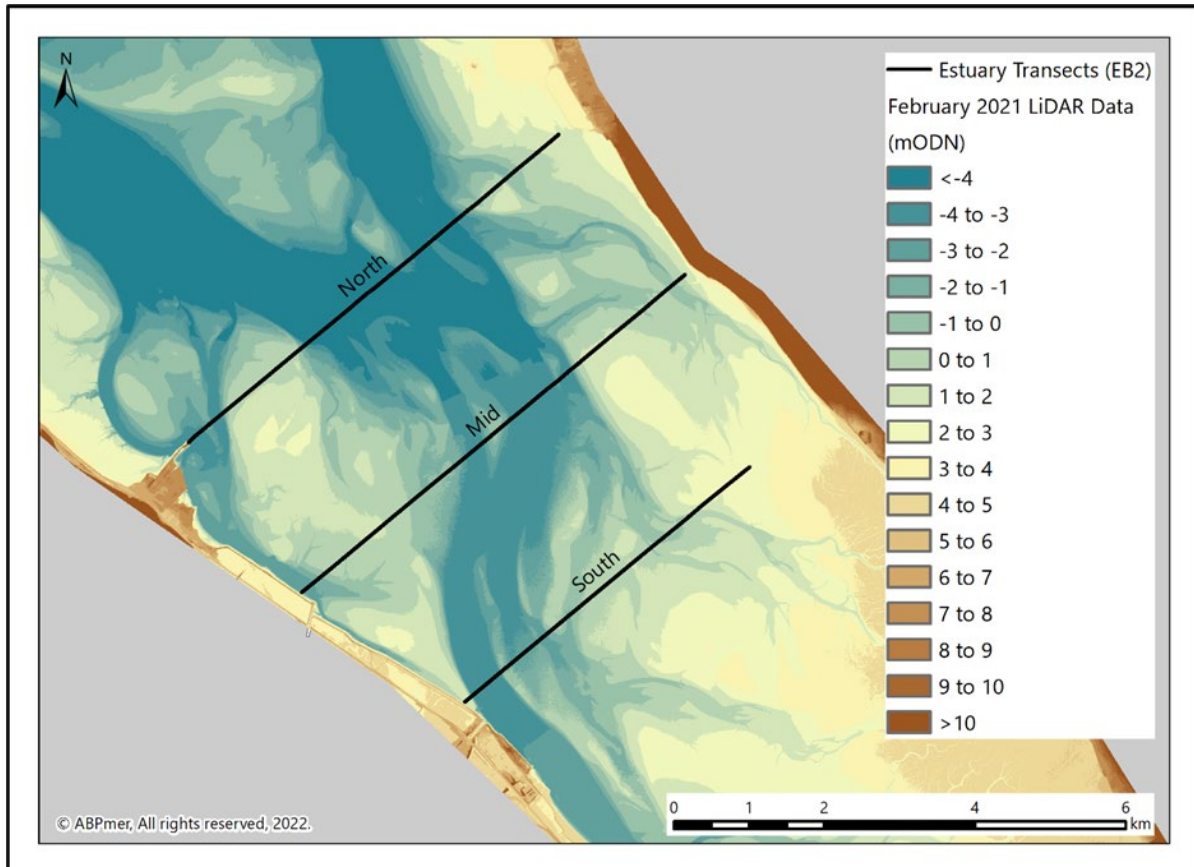 N
Estuary Transects (EB2)
February 2021 LiDAR Data
(mODN)
<-4
-4 to -3
-3 to -2
-2 to -1
-1 to 0
0 to 1
1 to 2
2 to 3
3 to 4
4 to 5
5 to 6
6 to 7
7 to 8
8 to 9
9 to 10
>10
North
Mid
South
0 1 2 4 6
km
© ABPmer, All rights reserved, 2022.